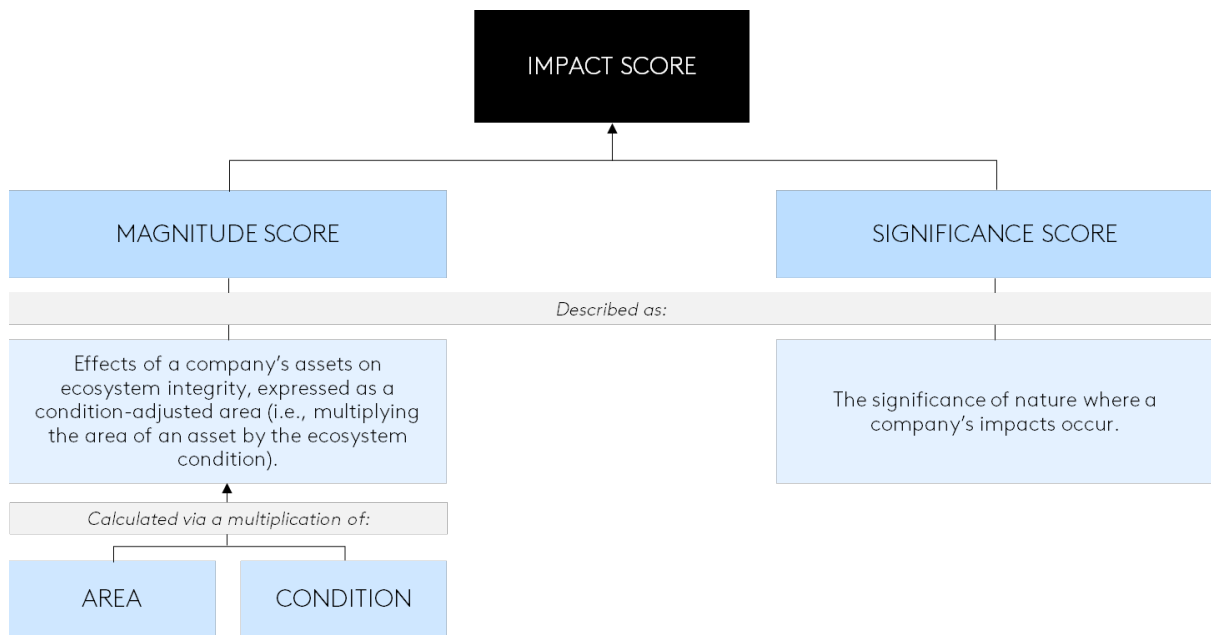 IMPACT SCORE
MAGNITUDE SCORE
SIGNIFICANCE SCORE
Described as:
Effects of a company's assets on
ecosystem integrity, expressed as a
condition-adjusted area (i.e., multiplying
the area of an asset by the ecosystem
condition).
The significance of nature where a
company's impacts occur.
Calculated via a multiplication of:
AREA
CONDITION